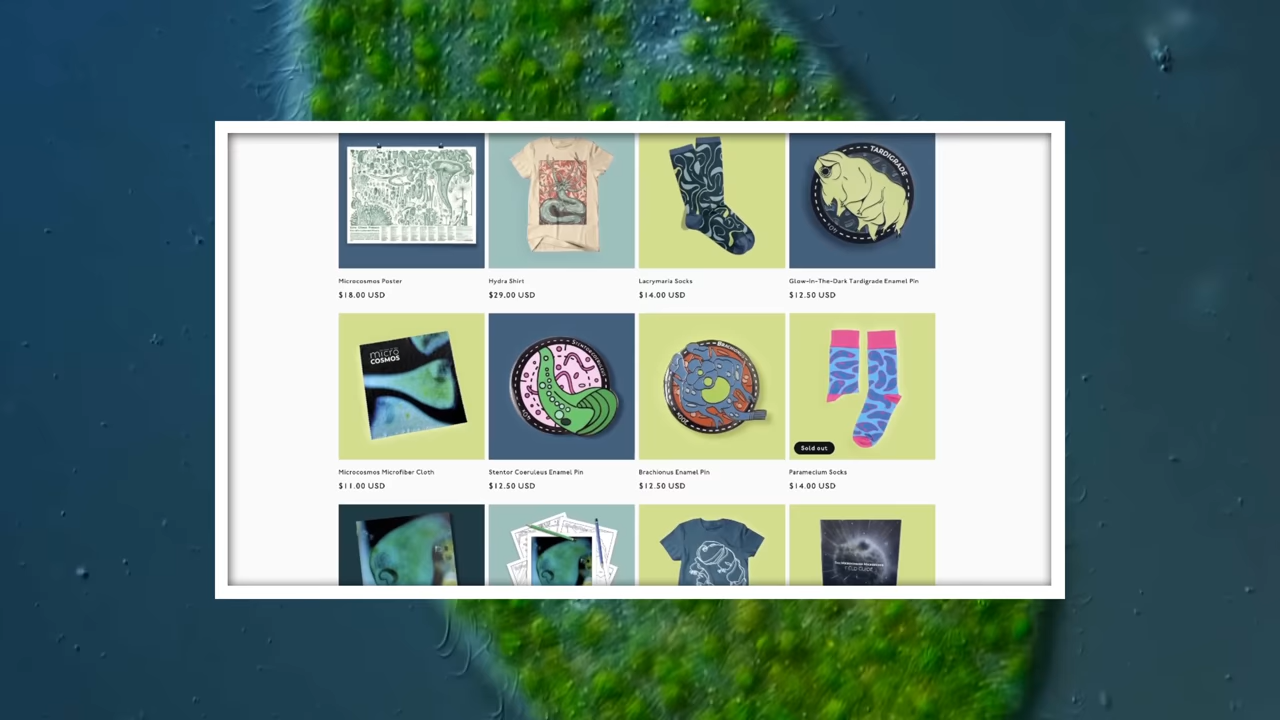 TARDIGRADE
Microcosmos Poster
$18.00 USD
Hydra Shirt
$29.00 USD
Lacrymaria Socks
$14.00 USD
Glow-In-The-Dark Tardigrade Enamel Pin
$12.50 USD
micro
COSMOS
Sold out
Microcosmos Microfiber Cloth
$11.00 USD
Stentor Coeruleus Enamel Pin
$12.50 USD
Brachionus Enamel Pin
$12.50 USD
Paramecium Socks
$14.00 USD
FIELD GUIDE